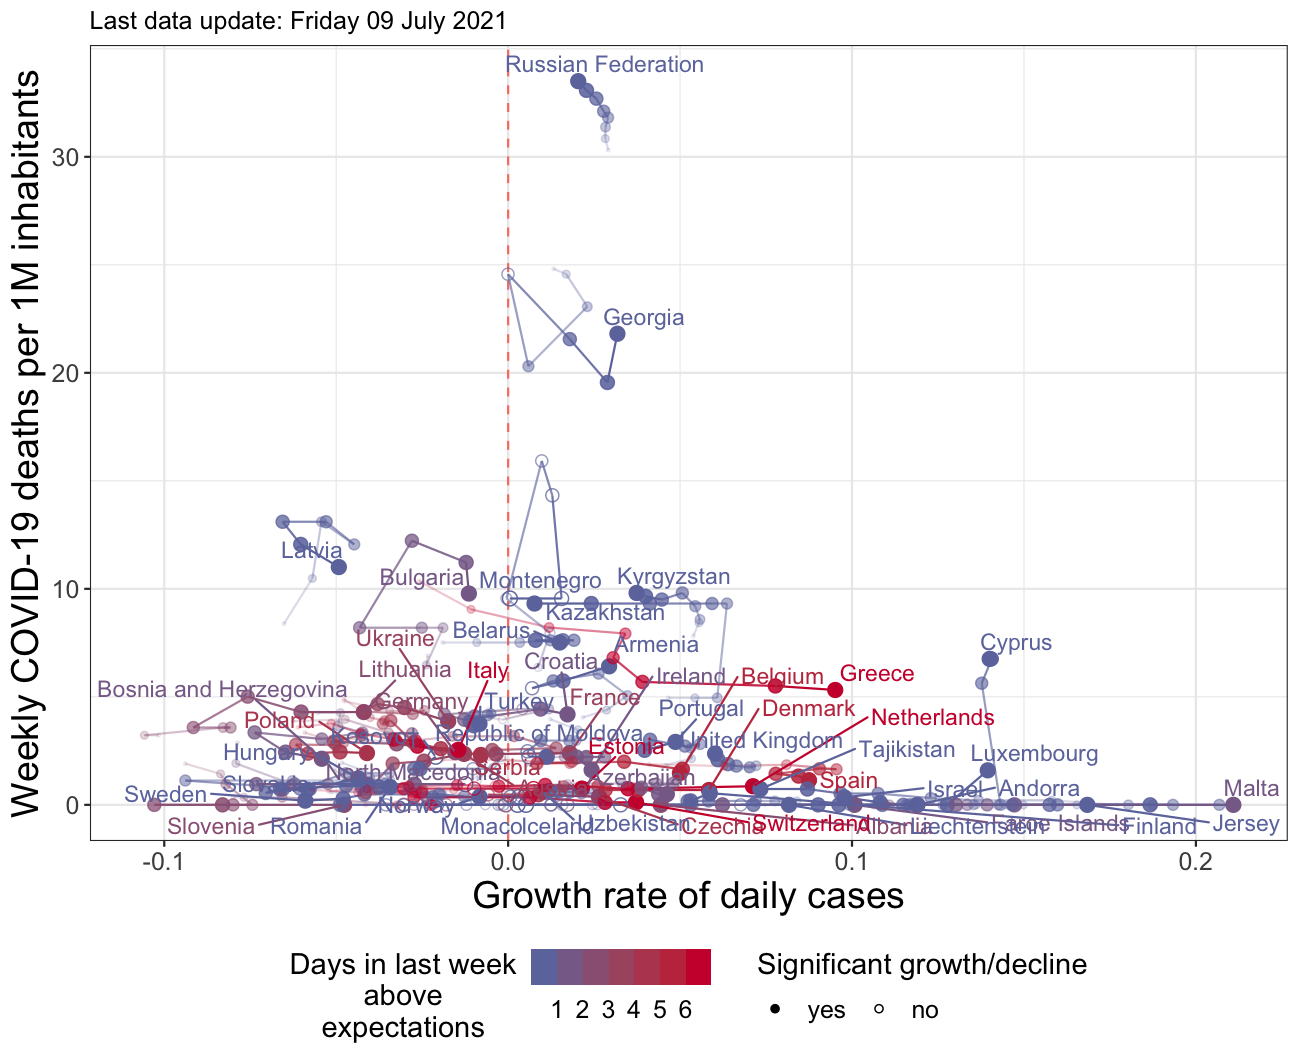 Last data update: Friday 09 July 2021
Weekly COVID-19 deaths per 1M inhabitants
30
20
10
0
Russian Federation
Georgia
Latvia
Bulgaria
Montenegro
Kyrgyzstan
Kazakhstan
Belarus
Ukraine
Armenia
Cyprus
Lithuania
Italy
Croatia
Ireland
Belgium
Greece
Bosnia and Herzegovina
Germany
Turkey
France
Portugal
Denmark
Netherlands
Poland
Kosovo
Republic of Moldova
Estonia
United Kingdom
Tajikistan
Luxembourg
Hungary
North Macedonia
Serbia
Azerbaijan
Spain
Slovakia
Israel
Andorra
Malta
Sweden
Norway
Slovenia
Romania
Monaco
Iceland
Uzbekistan
Czechia
Switzerland
Albania
Liechtenstein
Faroe Islands
Finland
Jersey
-0.1
0.0
0.1
0.2
Growth rate of daily cases
Days in last week
above
expectations
1 2 3 4 5 6
Significant growth/decline
yes
no